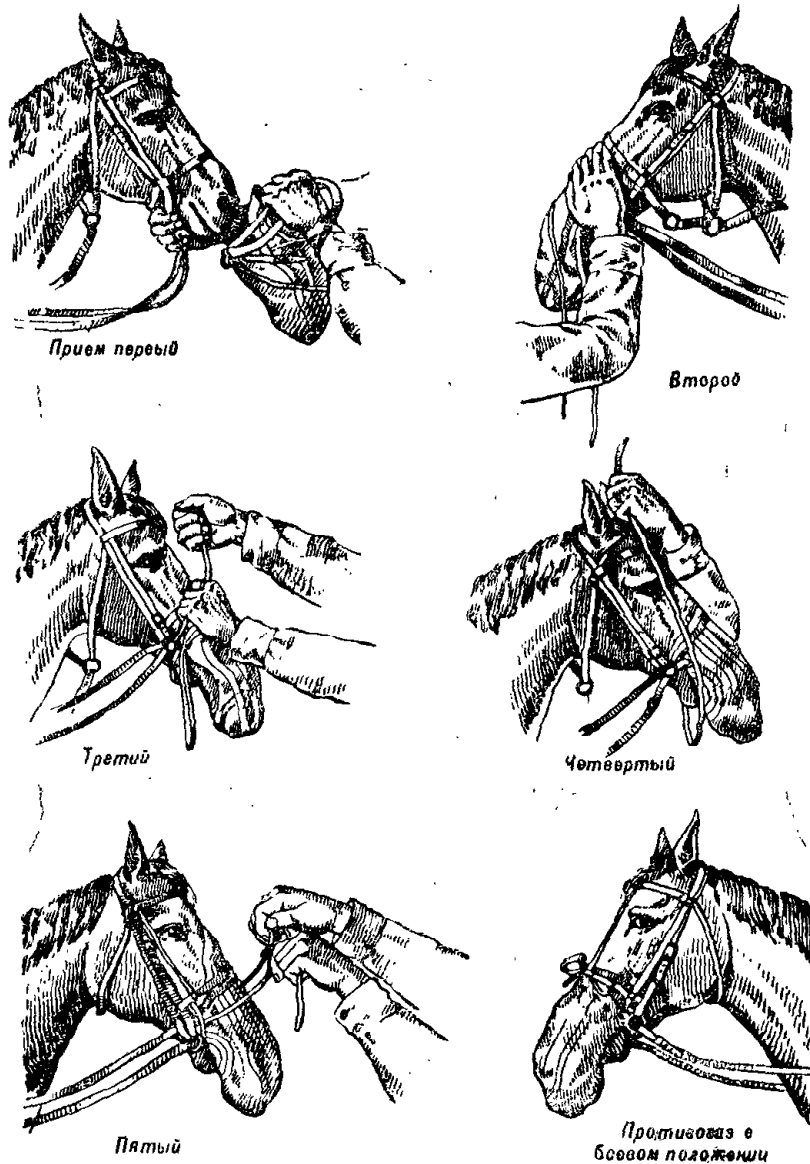 Прием первый
Второй
Третий
Четвертый
Пятый
Противогаз в
боевом положении